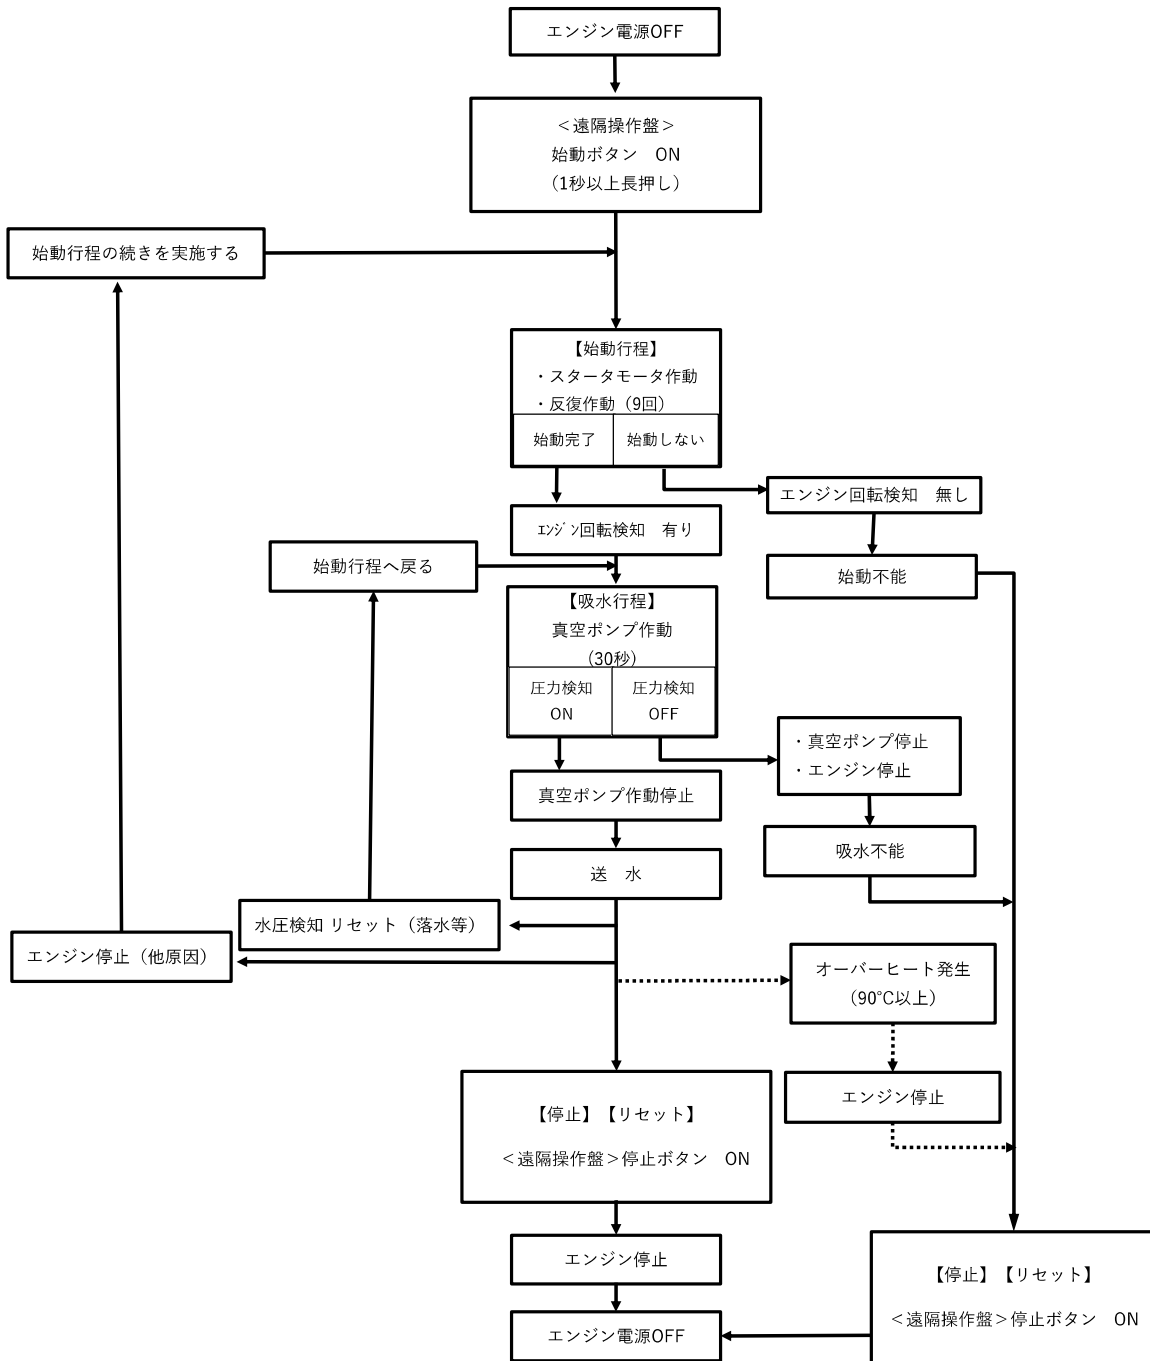 エンジン電源OFF
＜遠隔操作盤＞
始動ボタン　ON
（1秒以上長押し）
始動行程の続きを実施する
【始動行程】
・スタータモータ作動
・反復作動（9回）
始動完了
始動しない
エンジン回転検知　無し
ｴﾝｼﾞﾝ回転検知　有り
始動行程へ戻る
始動不能
【吸水行程】
真空ポンプ作動
（30秒）
圧力検知
ON
圧力検知
OFF
・真空ポンプ停止
・エンジン停止
真空ポンプ作動停止
吸水不能
送　水
水圧検知 リセット（落水等）
エンジン停止（他原因）
オーバーヒート発生
（90℃以上）
エンジン停止
【停止】【リセット】
＜遠隔操作盤＞停止ボタン　ON
エンジン停止
【停止】【リセット】
＜遠隔操作盤＞停止ボタン　ON
エンジン電源OFF